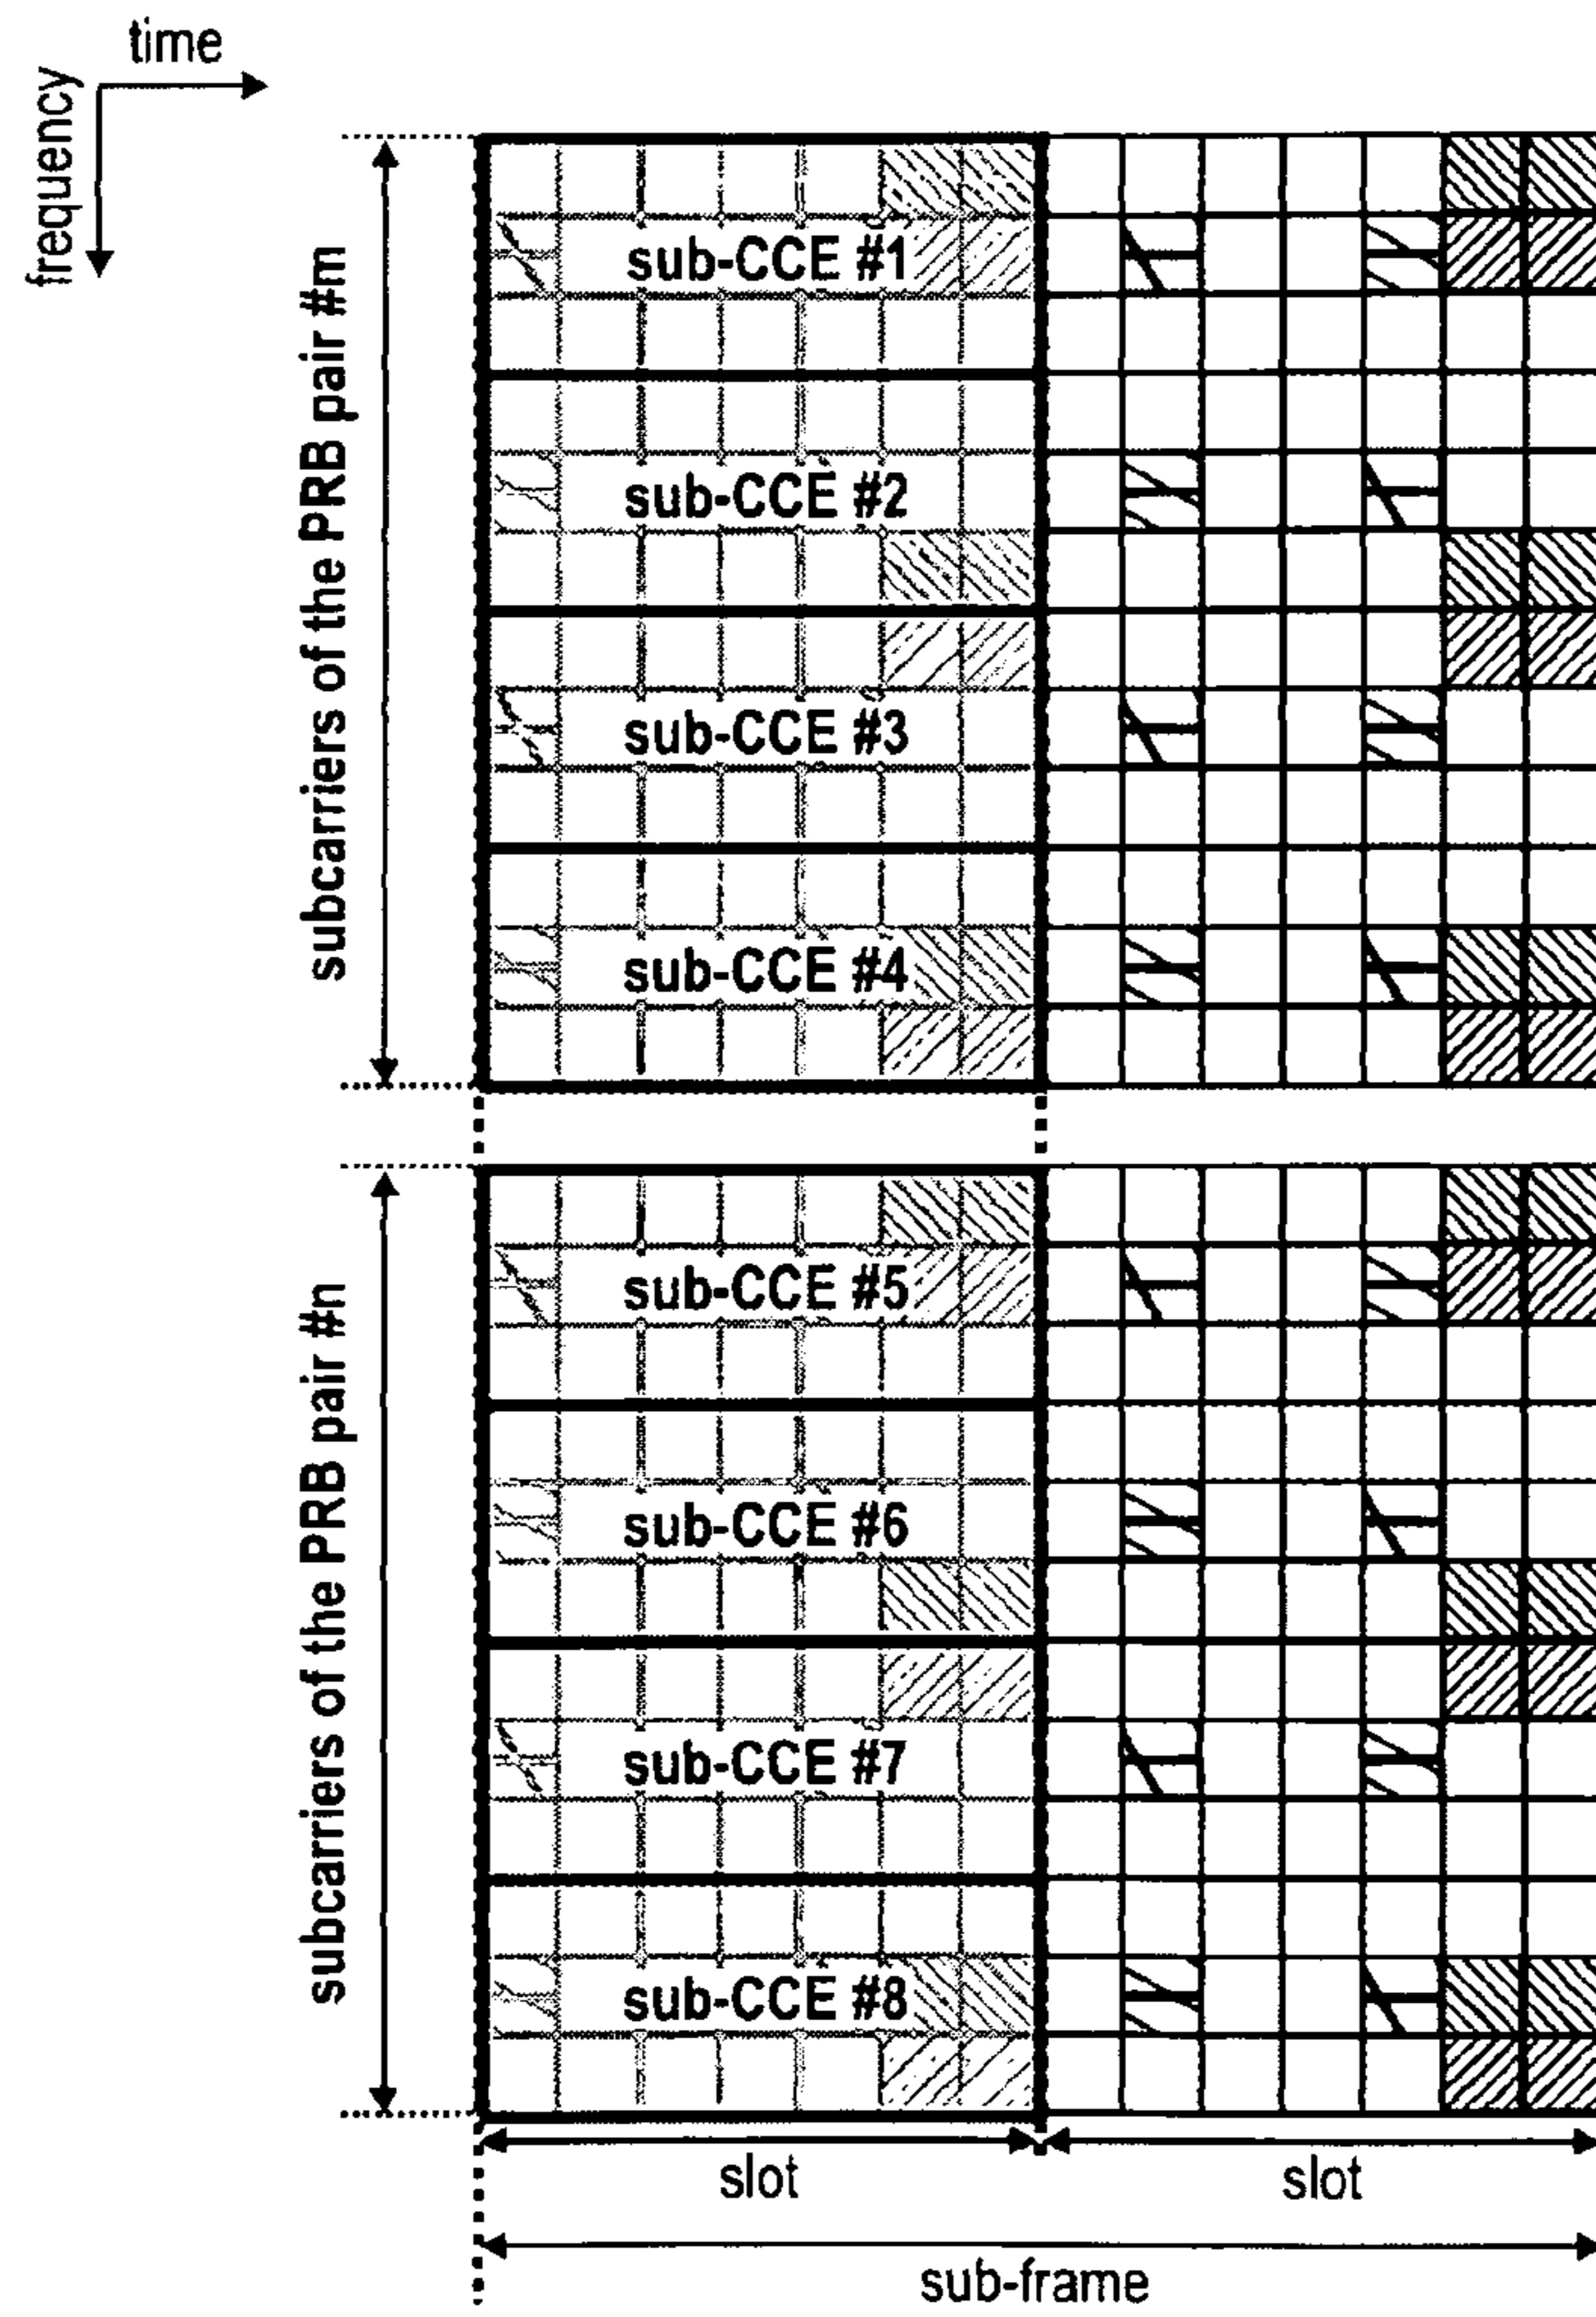 time
frequency
subcarriers of the PRB pair #m
sub-CCE #1
sub-CCE #2
sub-CCE #3
sub-CCE #4
subcarriers of the PRB pair #n
sub-CCE #5
sub-CCE #6
sub-CCE #7
sub-CCE #8
slot
slot
sub-frame